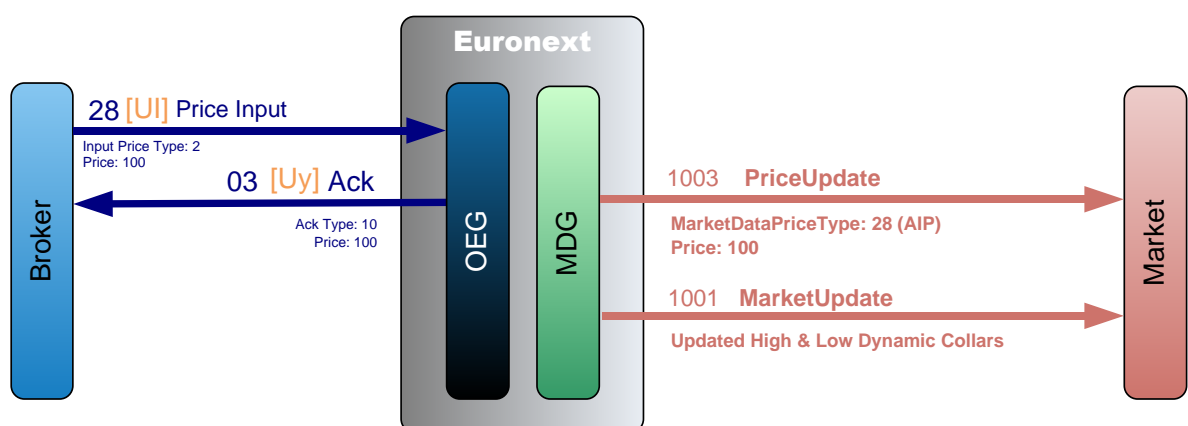 Euronext
28 [UI] Price Input
Input Price Type: 2
Price: 100
03 [Uy] Ack
Ack Type: 10
Price: 100
Broker
OEG
MDG
1003 PriceUpdate
MarketDataPriceType: 28 (AIP)
Price: 100
1001 MarketUpdate
Updated High & Low Dynamic Collars
Market